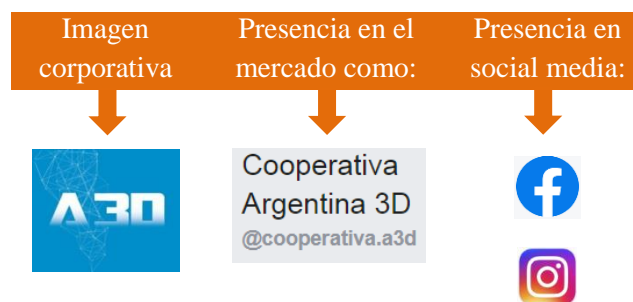 Imagen
corporativa
Presencia en el
mercado como:
Presencia en
social media:
A3D
Cooperativa
Argentina 3D
@cooperativa.a3d